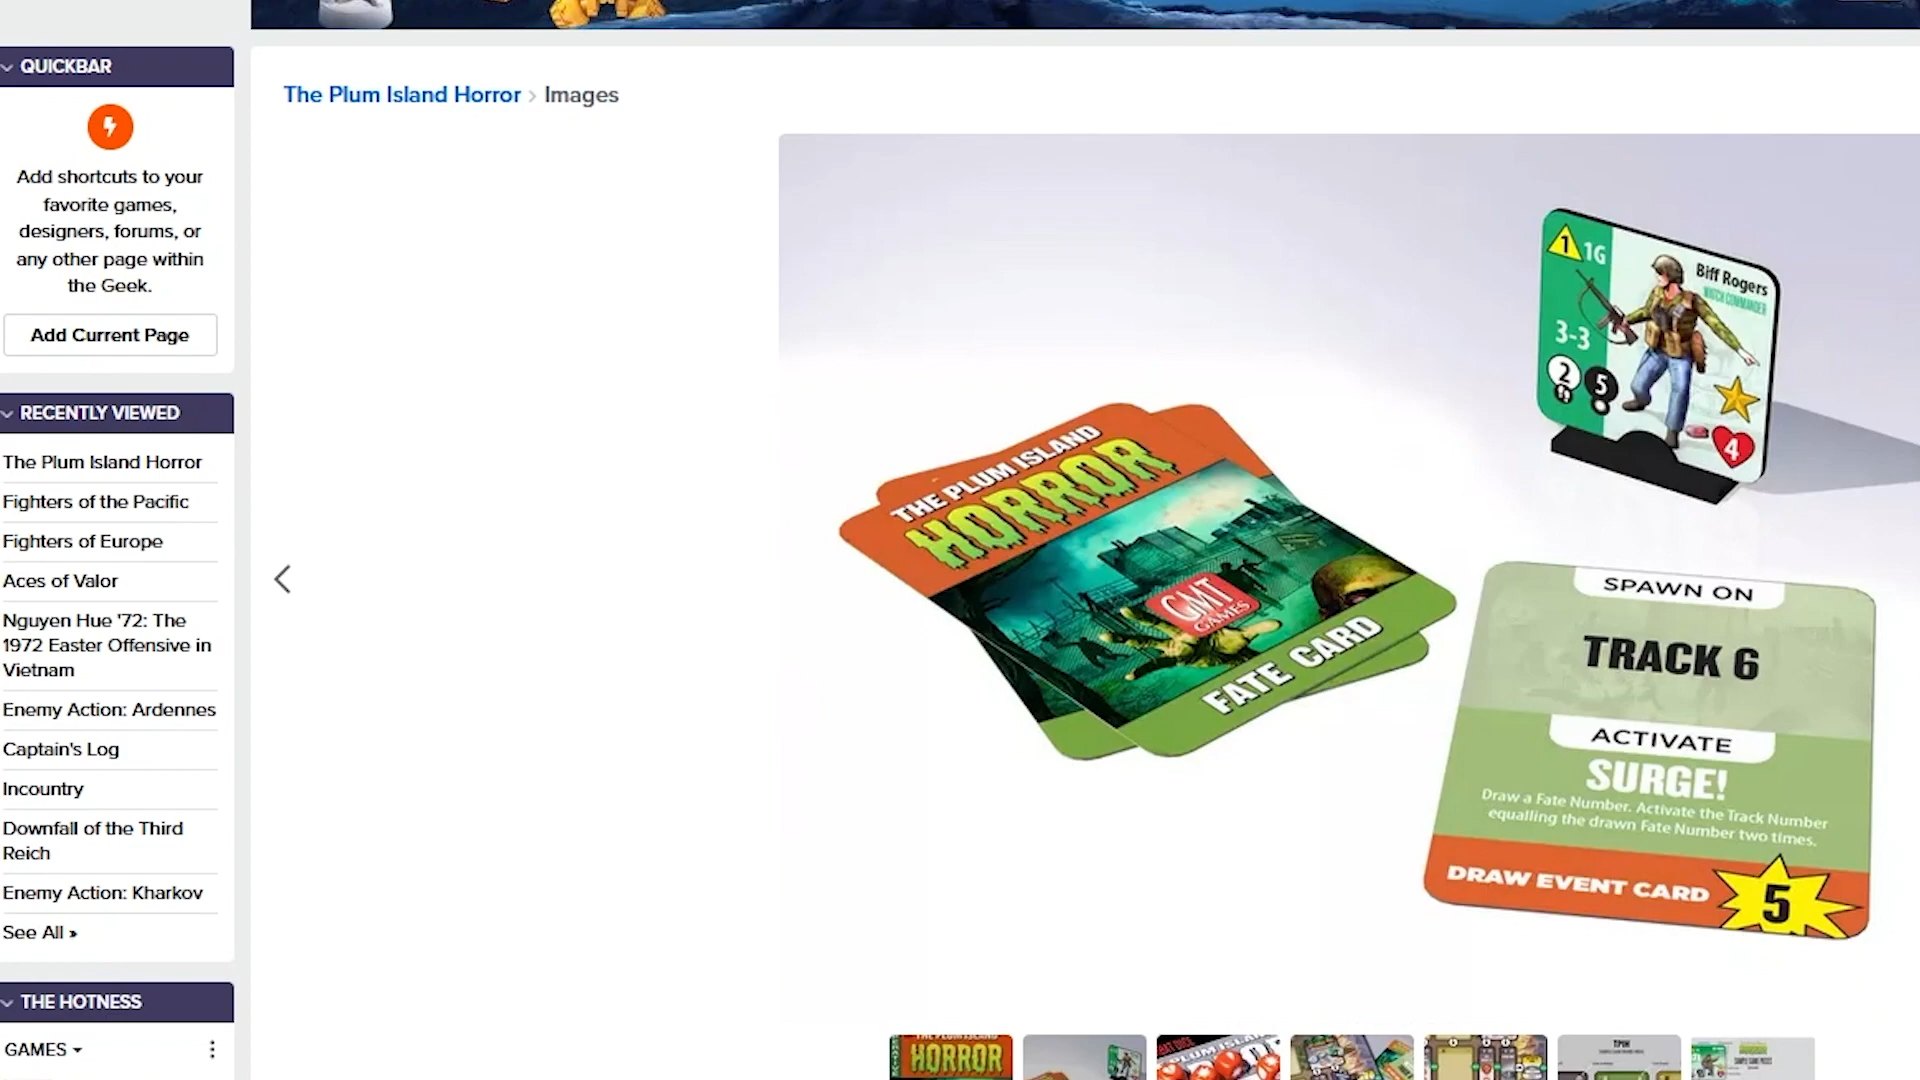 QUICKBAR
Add shortcuts to your
favorite games,
designers, forums, or
any other page within
the Geek.
Add Current Page
RECENTLY VIEWED
The Plum Island Horror
Fighters of the Pacific
Fighters of Europe
Aces of Valor
Nguyen Hue '72: The
1972 Easter Offensive in
Vietnam
Enemy Action: Ardennes
Captain's Log
Incountry
Downfall of the Third
Reich
Enemy Action: Kharkov
See All »
THE HOTNESS
GAMES
The Plum Island Horror › Images
1 1G
Biff Rogers
WATCH COMMANDER
3-3
2 5
4
THE PLUM ISLAND
HORROR
GMT
GAMES
FATE CARD
SPAWN ON
TRACK 6
ACTIVATE
SURGE!
Draw a Fate Number. Activate the Track Number
equalling the drawn Fate Number two times.
DRAW EVENT CARD 5
HORROR
PLUM ISLAND
TPIH